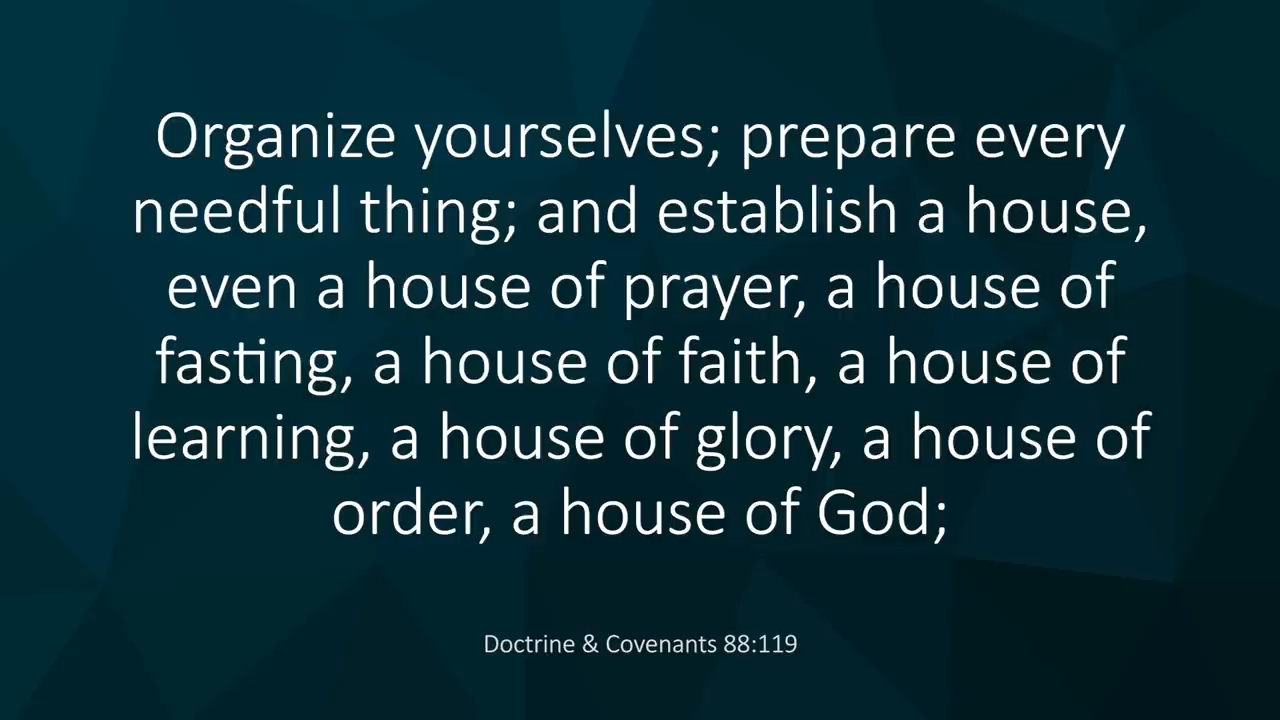 Organize yourselves; prepare every
needful thing; and establish a house,
even a house of prayer, a house of
fasting, a house of faith, a house of
learning, a house of glory, a house of
order, a house of God;
Doctrine & Covenants 88:119